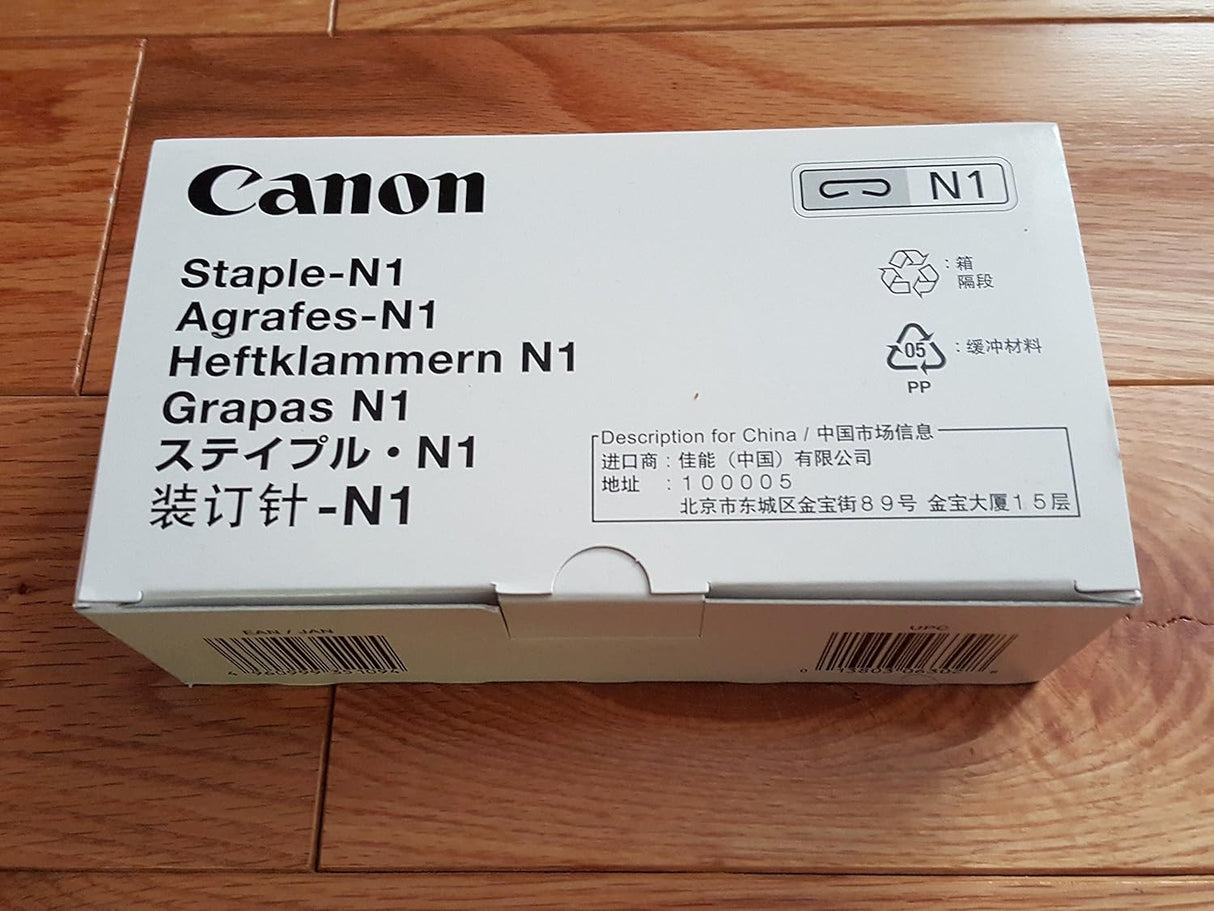 Canon
N1
Staple-N1
Agrafes-N1
Heftklammern N1
Grapas N1
ステイプル・N1
装订针-N1
：箱
隔段
05
：缓冲材料
PP
Description for China / 中国市场信息
进口商：佳能（中国）有限公司
地址　：１００００５
北京市东城区金宝街８９号 金宝大厦１５层
EAN / JAN
UPC